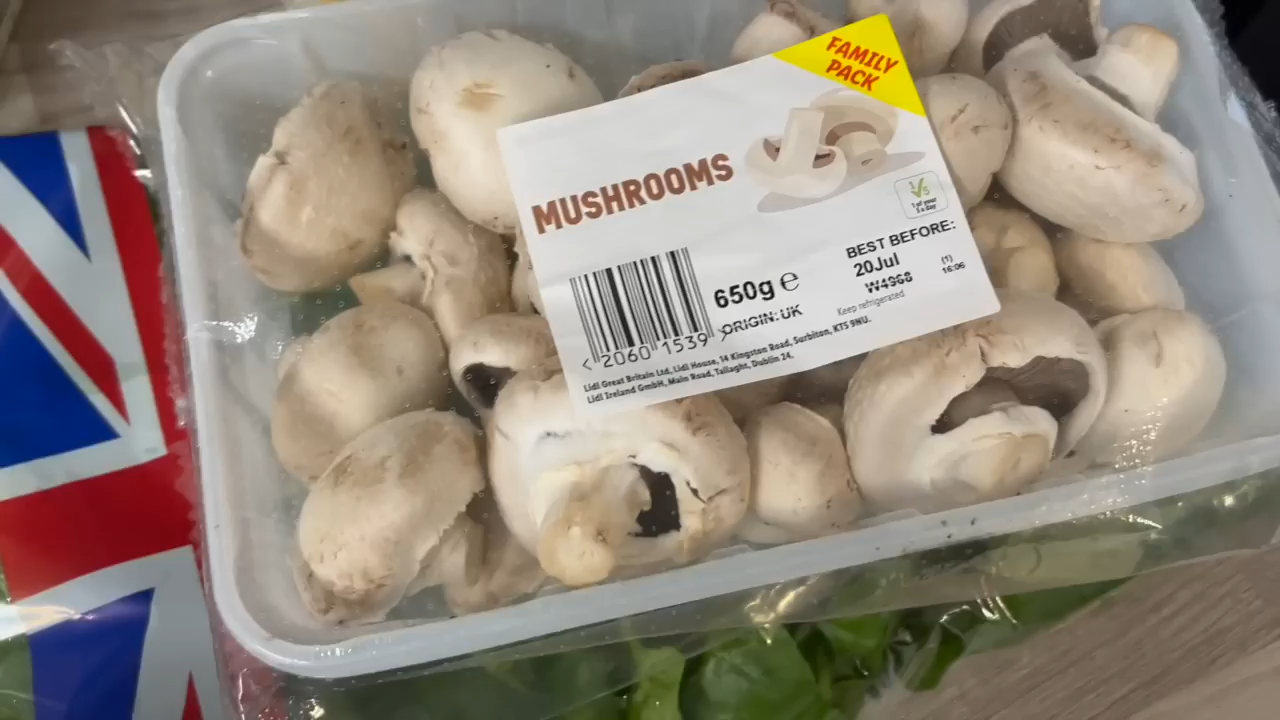 FAMILY
PACK
MUSHROOMS
1/5
1 of your
5 a day
BEST BEFORE:
20Jul
W4968
(1)
16:06
Keep refrigerated
650g e
ORIGIN: UK
< 2060 1539 >
Lidl Great Britain Ltd, Lidl House, 14 Kingston Road, Surbiton, KT5 9NU.
Lidl Ireland GmbH, Main Road, Tallaght, Dublin 24.